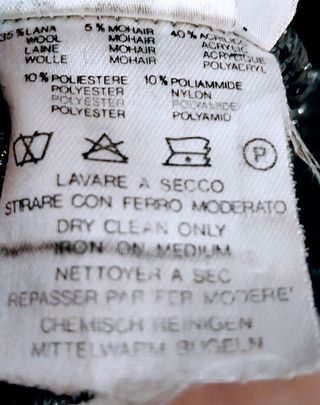 35% LANA 5% MOHAIR 40% ACRILIC
WOOL MOHAIR ACRYLIC
LAINE MOHAIR ACRYLIQUE
WOLLE MOHAIR POLYACRYL
10% POLIESTERE 10% POLIAMMIDE
POLYESTER NYLON
POLYESTER POLYAMIDE
POLYESTER POLYAMID
P
LAVARE A SECCO
STIRARE CON FERRO MODERATO
DRY CLEAN ONLY
IRON ON MEDIUM
NETTOYER A SEC
REPASSER PAR FER MODERE'
CHEMISCH REINIGEN
MITTELWARM BUGELN